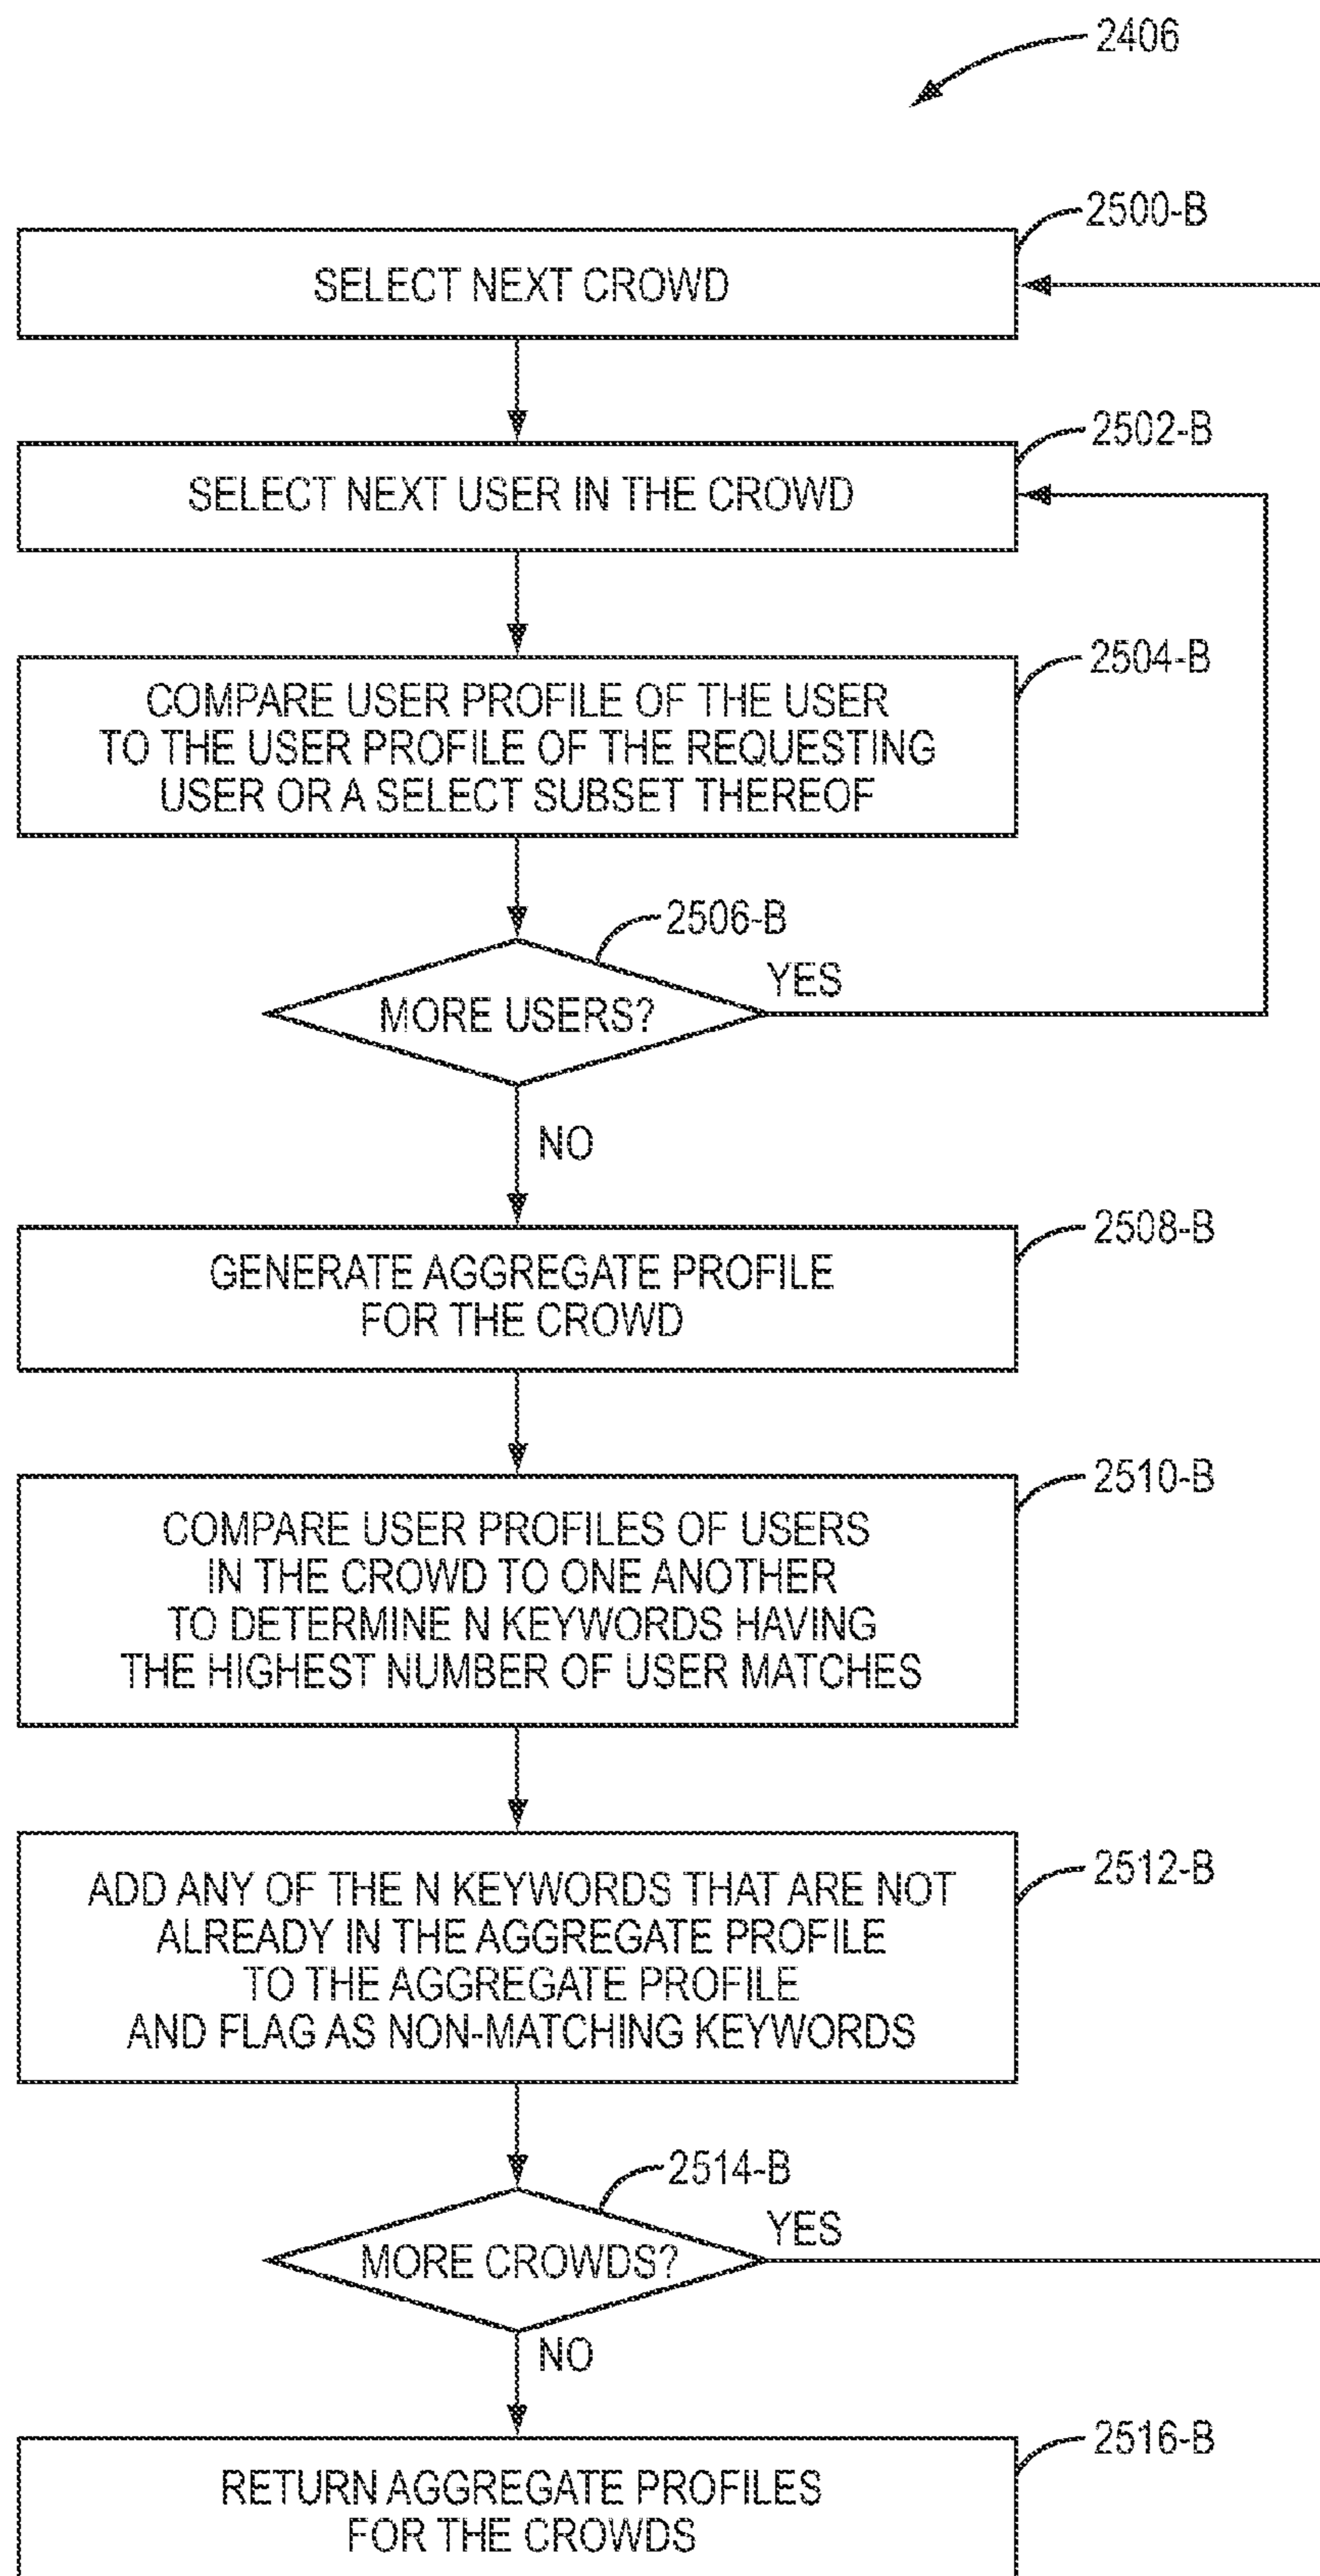 2406
2500-B
SELECT NEXT CROWD
2502-B
SELECT NEXT USER IN THE CROWD
2504-B
COMPARE USER PROFILE OF THE USER
TO THE USER PROFILE OF THE REQUESTING
USER OR A SELECT SUBSET THEREOF
2506-B
YES
MORE USERS?
NO
2508-B
GENERATE AGGREGATE PROFILE
FOR THE CROWD
2510-B
COMPARE USER PROFILES OF USERS
IN THE CROWD TO ONE ANOTHER
TO DETERMINE N KEYWORDS HAVING
THE HIGHEST NUMBER OF USER MATCHES
2512-B
ADD ANY OF THE N KEYWORDS THAT ARE NOT
ALREADY IN THE AGGREGATE PROFILE
TO THE AGGREGATE PROFILE
AND FLAG AS NON-MATCHING KEYWORDS
2514-B
YES
MORE CROWDS?
NO
2516-B
RETURN AGGREGATE PROFILES
FOR THE CROWDS